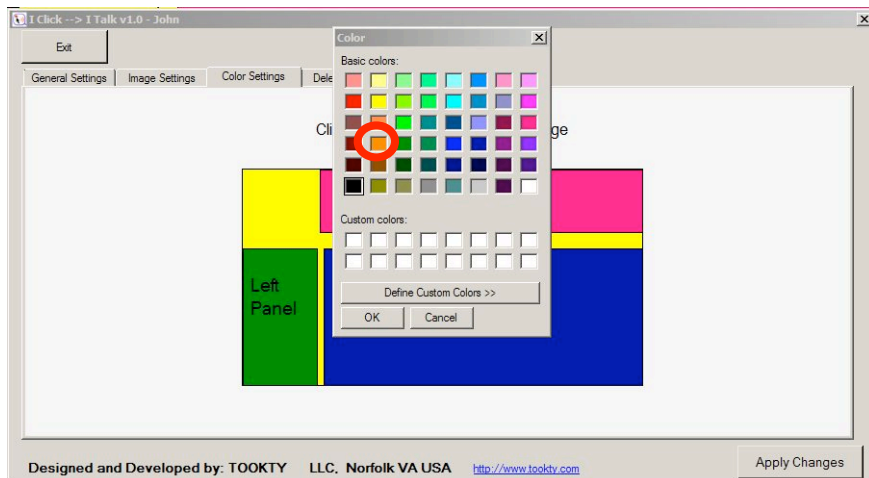 I Click --> I Talk v1.0 - John
Exit
General Settings
Image Settings
Color Settings
Dele
Cli
ge
Left
Panel
Color
Basic colors:
Custom colors:
Define Custom Colors >>
OK
Cancel
Designed and Developed by: TOOKTY LLC, Norfolk VA USA http://www.tookty.com
Apply Changes